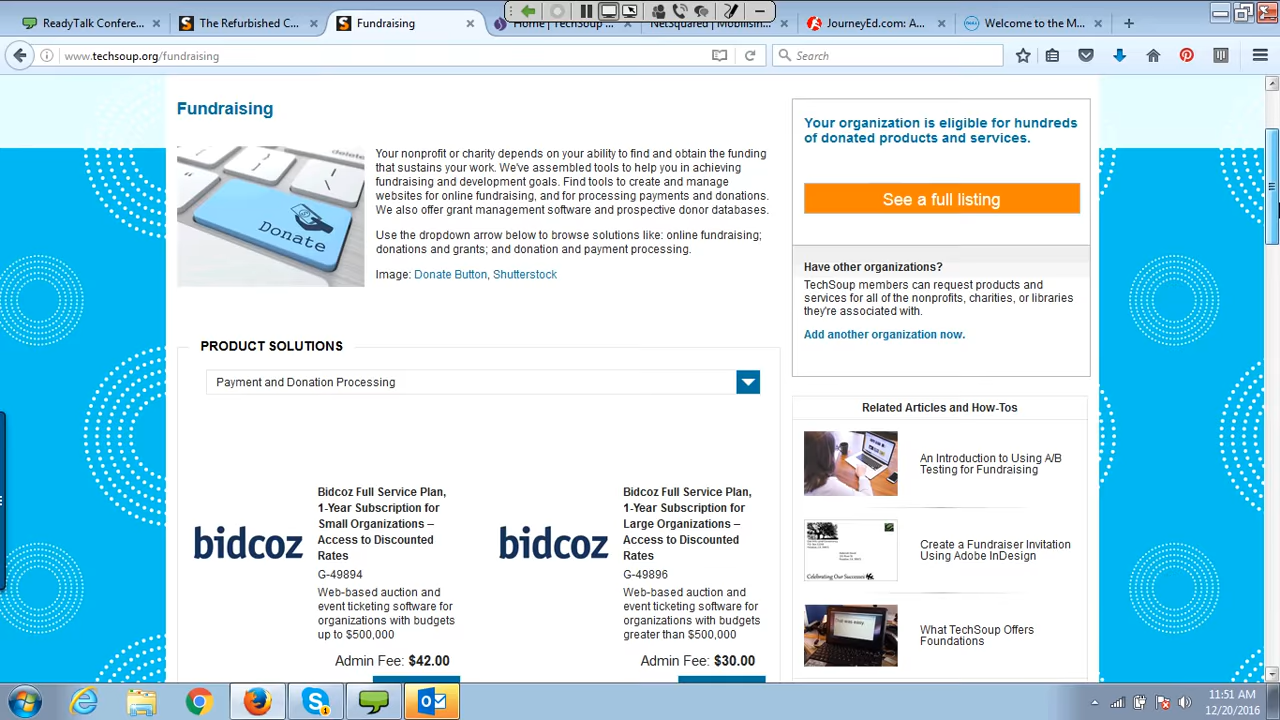 ReadyTalk Confere...
The Refurbished C...
Fundraising
Home | TechSoup ...
NetSquared | Mobilisin...
JourneyEd.com: A...
Welcome to the M...
www.techsoup.org/fundraising
Search
Fundraising
Your nonprofit or charity depends on your ability to find and obtain the funding
that sustains your work. We've assembled tools to help you in achieving
fundraising and development goals. Find tools to create and manage
websites for online fundraising, and for processing payments and donations.
We also offer grant management software and prospective donor databases.
Use the dropdown arrow below to browse solutions like: online fundraising;
donations and grants; and donation and payment processing.
Image: Donate Button, Shutterstock
delete
Donate
Your organization is eligible for hundreds
of donated products and services.
See a full listing
Have other organizations?
TechSoup members can request products and
services for all of the nonprofits, charities, or libraries
they're associated with.
Add another organization now.
PRODUCT SOLUTIONS
Payment and Donation Processing
bidcoz
Bidcoz Full Service Plan,
1-Year Subscription for
Small Organizations –
Access to Discounted
Rates
G-49894
Web-based auction and
event ticketing software for
organizations with budgets
up to $500,000
Admin Fee: $42.00
bidcoz
Bidcoz Full Service Plan,
1-Year Subscription for
Large Organizations –
Access to Discounted
Rates
G-49896
Web-based auction and
event ticketing software for
organizations with budgets
greater than $500,000
Admin Fee: $30.00
Related Articles and How-Tos
An Introduction to Using A/B
Testing for Fundraising
Create a Fundraiser Invitation
Using Adobe InDesign
Celebrating Our Success
What TechSoup Offers
Foundations
11:51 AM
12/20/2016